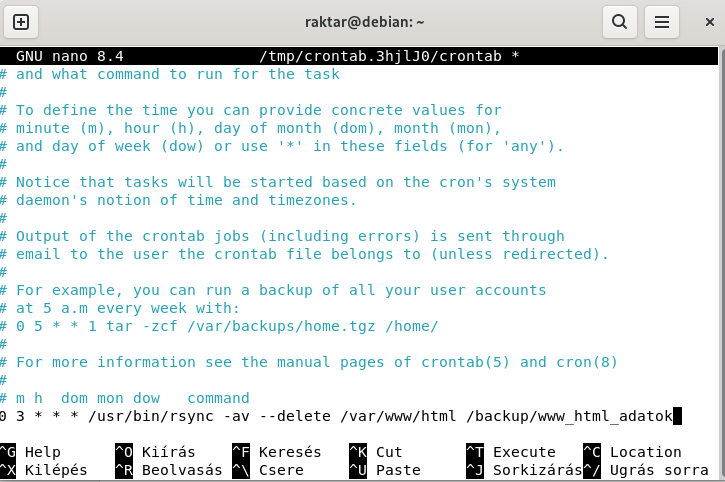 raktar@debian: ~
GNU nano 8.4 /tmp/crontab.3hjlJ0/crontab *
# and what command to run for the task
#
# To define the time you can provide concrete values for
# minute (m), hour (h), day of month (dom), month (mon),
# and day of week (dow) or use '*' in these fields (for 'any').
#
# Notice that tasks will be started based on the cron's system
# daemon's notion of time and timezones.
#
# Output of the crontab jobs (including errors) is sent through
# email to the user the crontab file belongs to (unless redirected).
#
# For example, you can run a backup of all your user accounts
# at 5 a.m every week with:
# 0 5 * * 1 tar -zcf /var/backups/home.tgz /home/
#
# For more information see the manual pages of crontab(5) and cron(8)
#
# m h  dom mon dow   command
0 3 * * * /usr/bin/rsync -av --delete /var/www/html /backup/www_html_adatok
^G Help ^O Kiírás ^F Keresés ^K Cut ^T Execute ^C Location
^X Kilépés ^R Beolvasás ^\ Csere ^U Paste ^J Sorkizárás ^/ Ugrás sorra